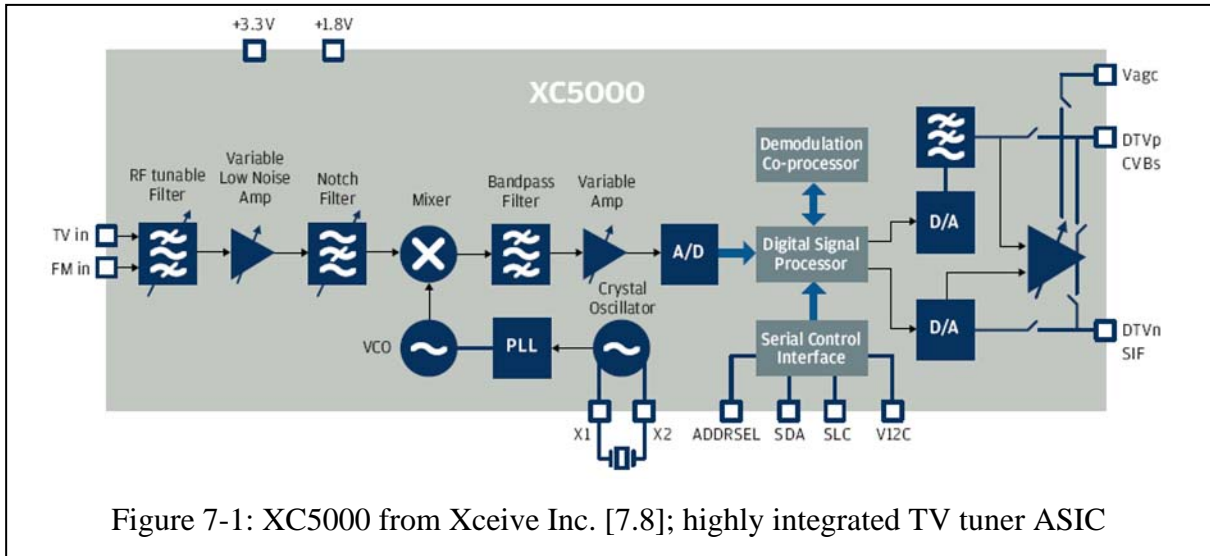 +3.3V
+1.8V
XC5000
Vagc
DTVp
CVBs
Demodulation
Co-processor
RF tunable
Filter
Variable
Low Noise
Amp
Notch
Filter
Mixer
Bandpass
Filter
Variable
Amp
D/A
TV in
FM in
A/D
Digital Signal
Processor
Crystal
Oscillator
VCO
PLL
Serial Control
Interface
D/A
DTVn
SIF
X1
X2
ADDRSEL
SDA
SLC
V12C
Figure 7-1: XC5000 from Xceive Inc. [7.8]; highly integrated TV tuner ASIC